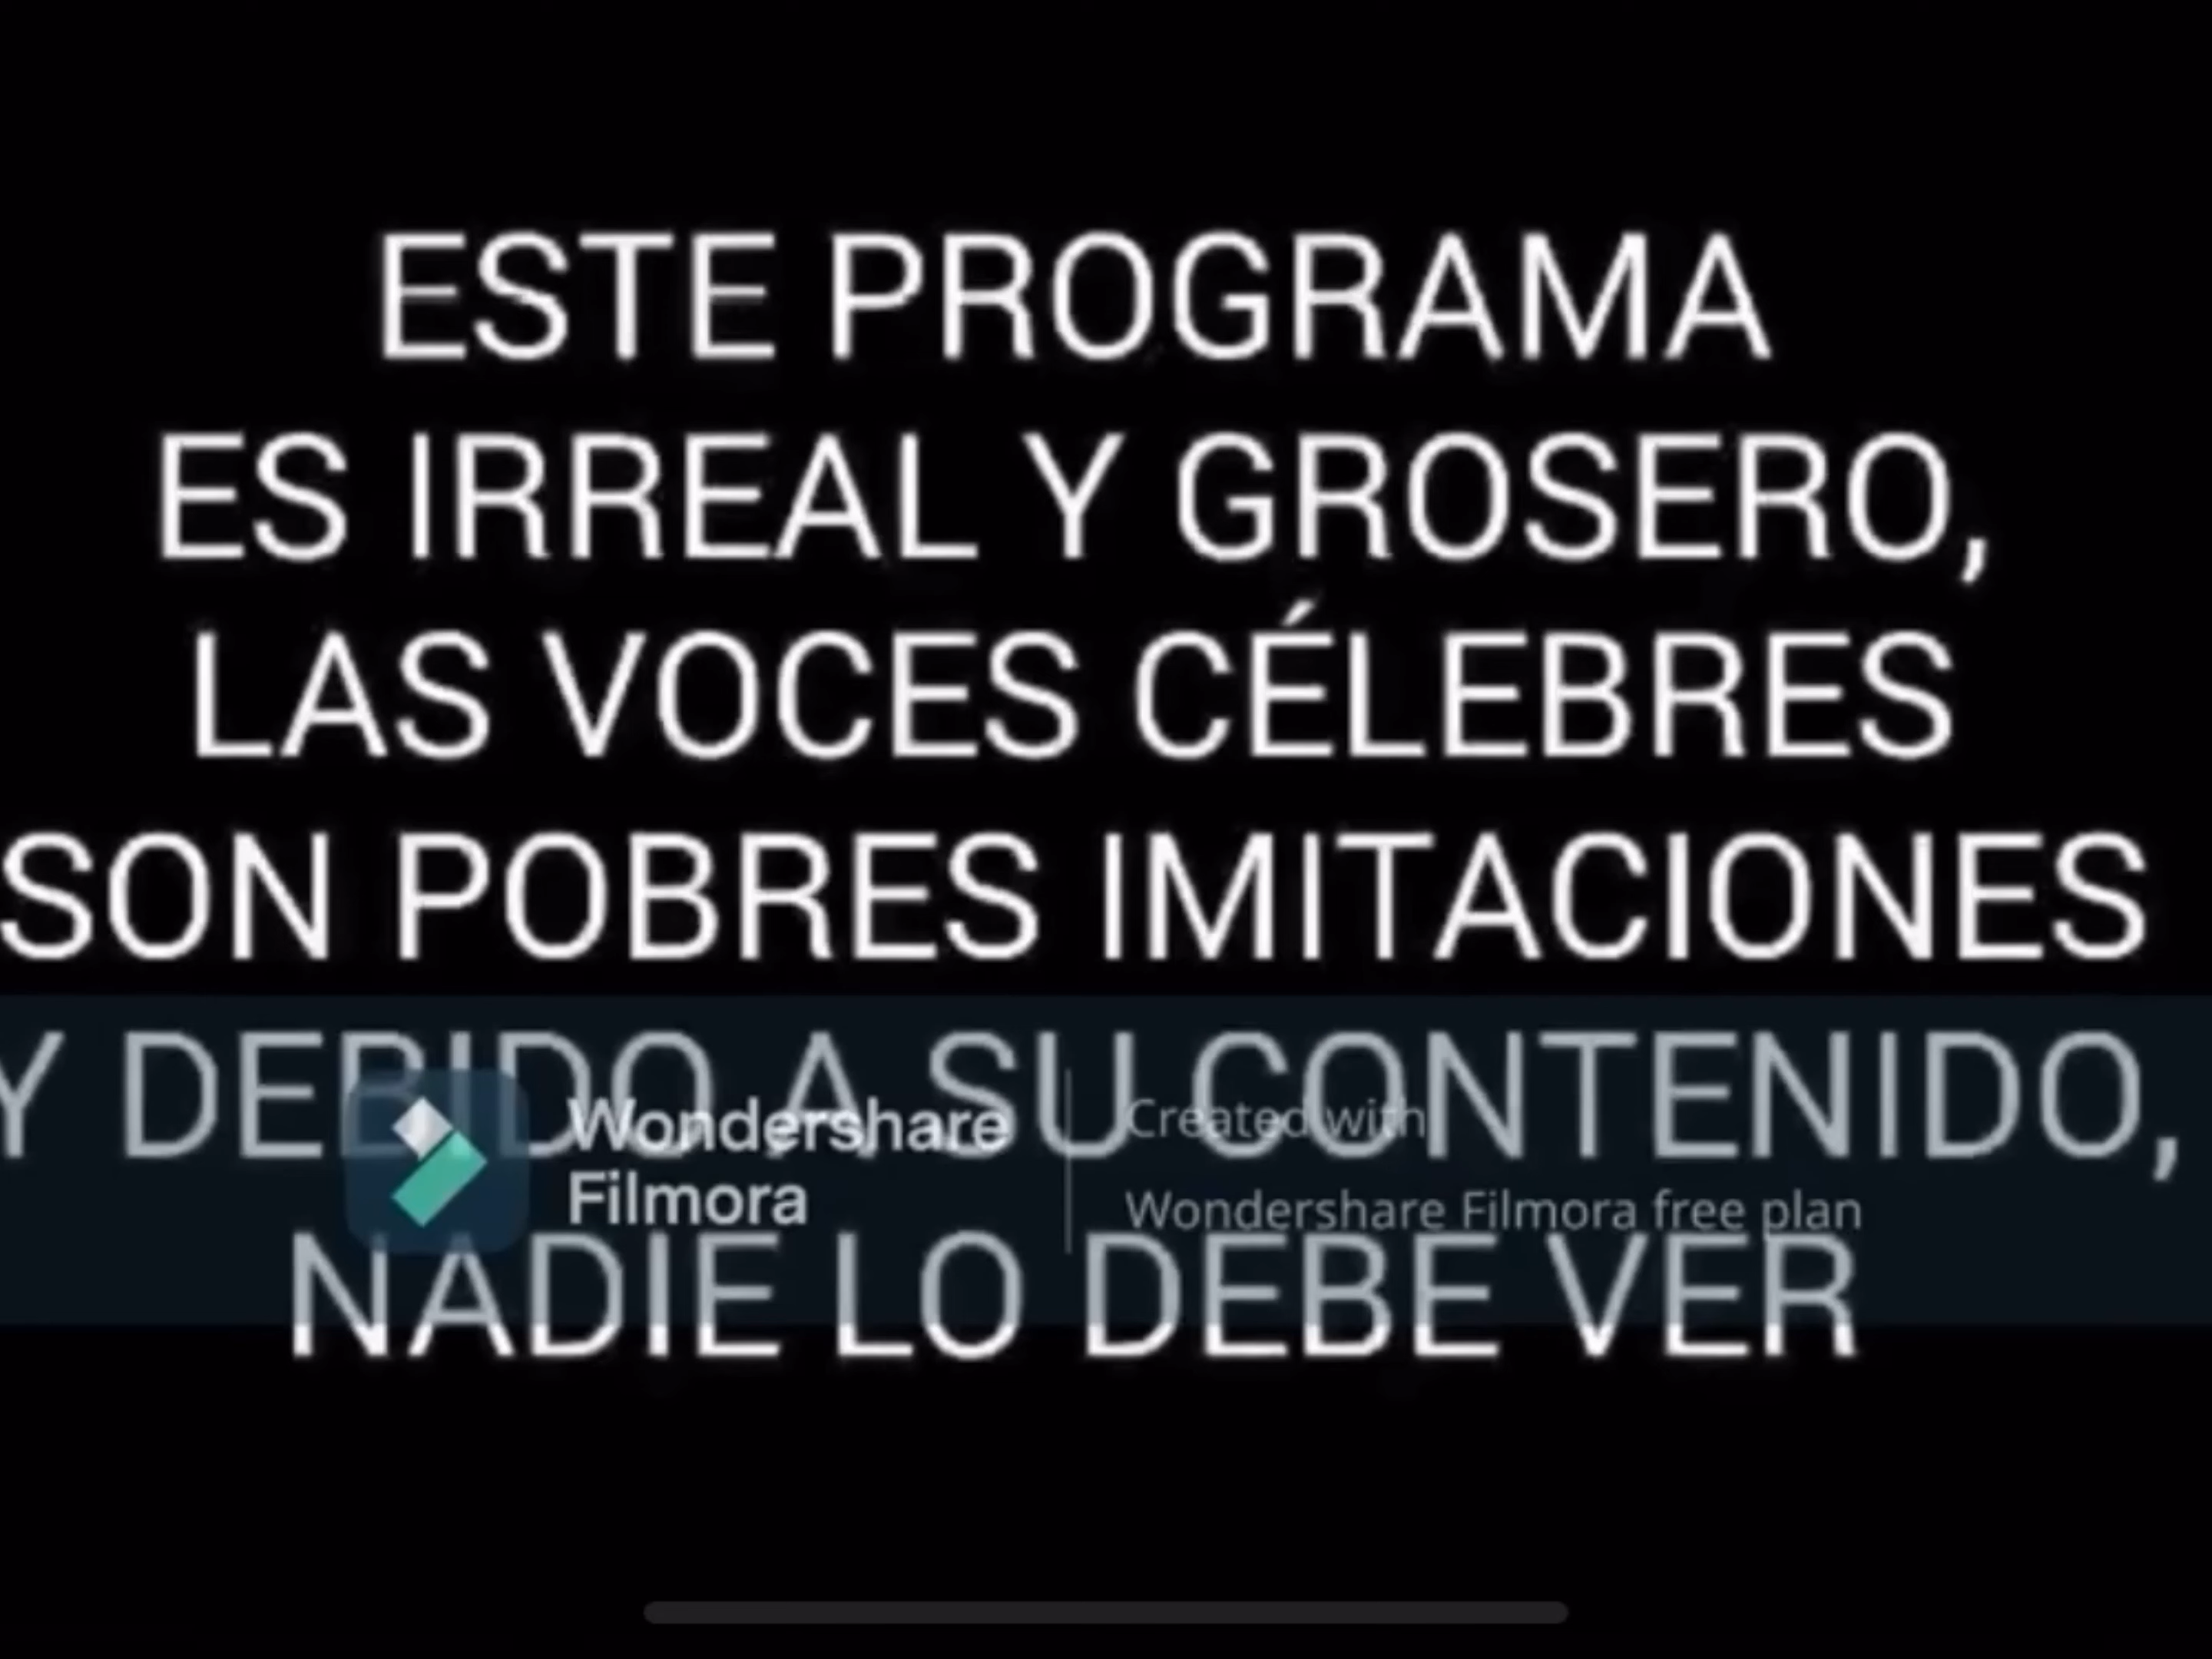 ESTE PROGRAMA
ES IRREAL Y GROSERO,
LAS VOCES CÉLEBRES
SON POBRES IMITACIONES
Y DEBIDO A SU CONTENIDO,
Wondershare
Filmora
Created with
Wondershare Filmora free plan
NADIE LO DEBE VER